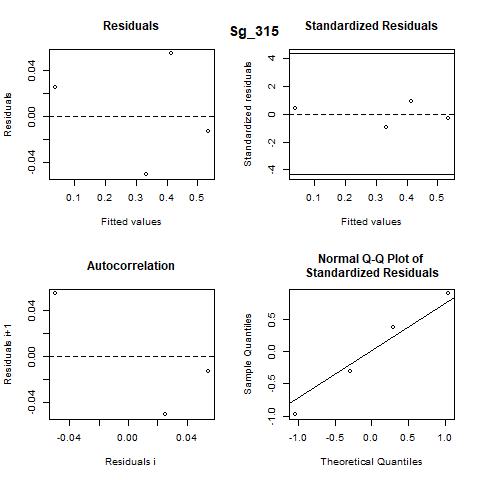 Sg_315
Residuals
Residuals
0.04
0.00
-0.04
0.1 0.2 0.3 0.4 0.5
Fitted values
Standardized Residuals
Standardized residuals
4
2
0
-2
-4
0.1 0.2 0.3 0.4 0.5
Fitted values
Autocorrelation
Residuals i+1
0.04
0.00
-0.04
-0.04 0.00 0.04
Residuals i
Normal Q-Q Plot of
Standardized Residuals
Sample Quantiles
0.5
0.0
-0.5
-1.0
-1.0 -0.5 0.0 0.5 1.0
Theoretical Quantiles